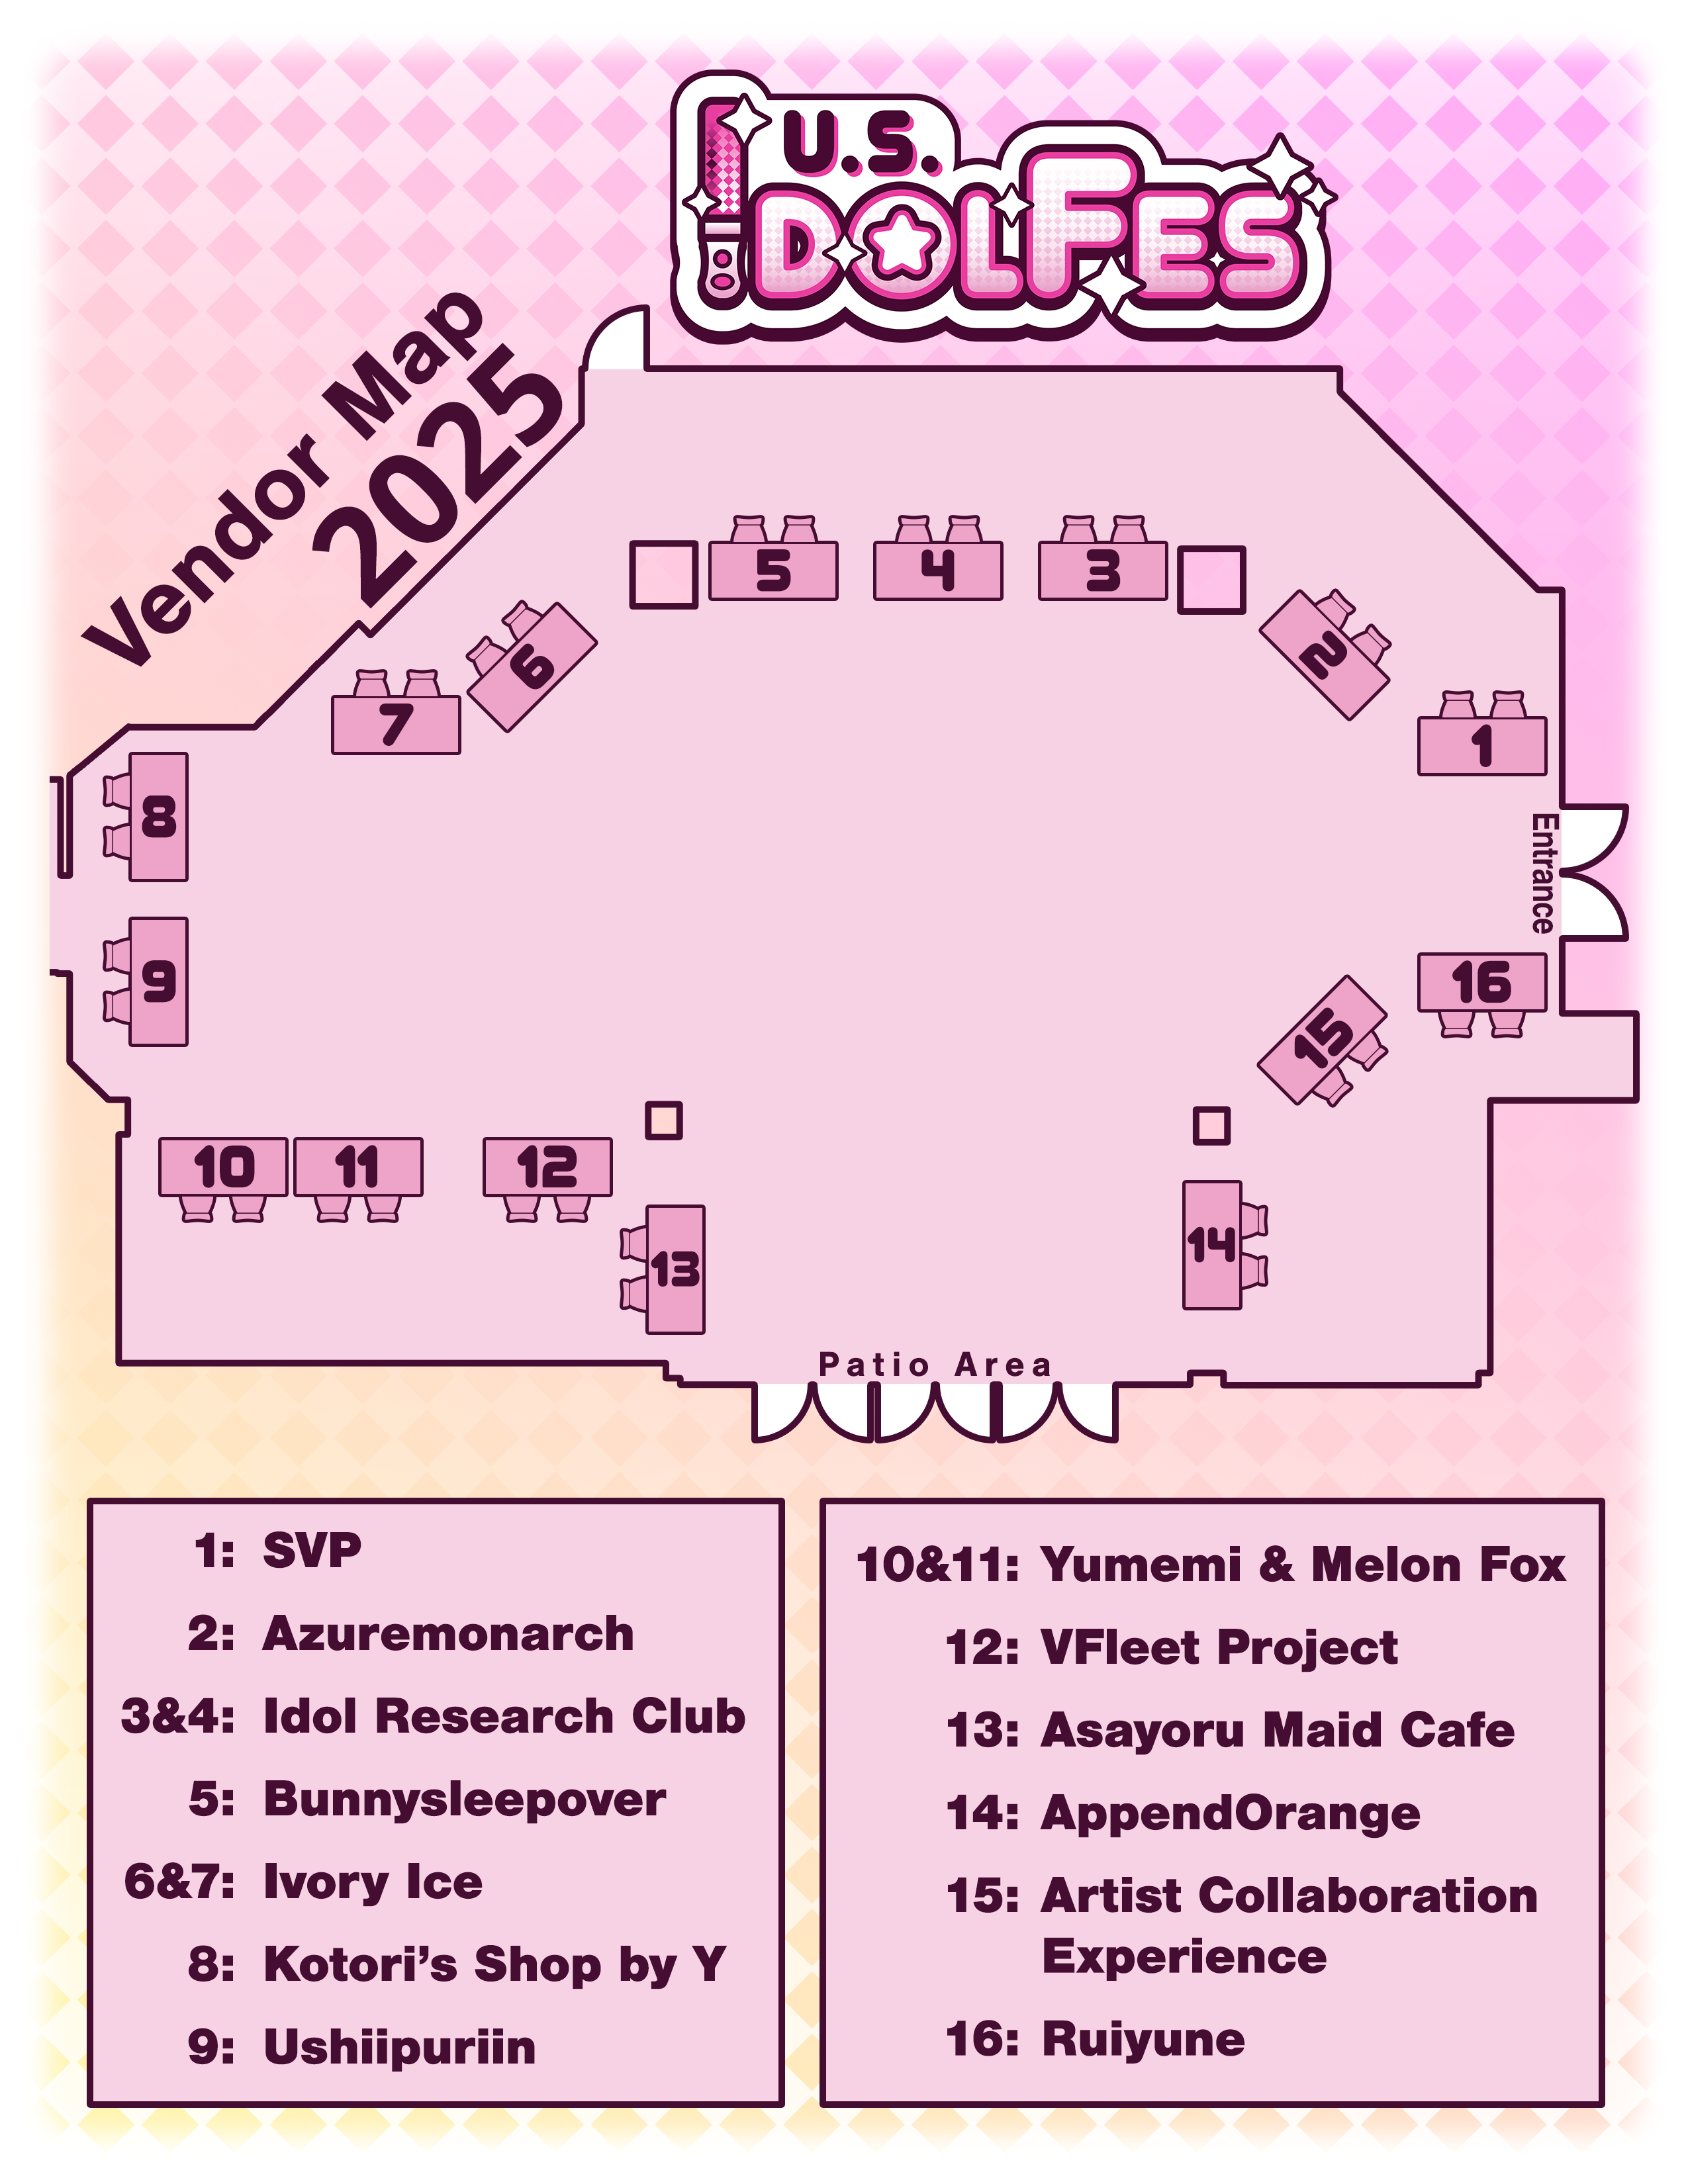 U.S.
DOLFES
Vendor Map
2025
5
4
3
6
2
7
1
8
Entrance
9
16
15
10
11
12
14
13
Patio Area
1: SVP
2: Azuremonarch
3&4: Idol Research Club
5: Bunnysleepover
6&7: Ivory Ice
8: Kotori’s Shop by Y
9: Ushiipuriin
10&11: Yumemi & Melon Fox
12: VFleet Project
13: Asayoru Maid Cafe
14: AppendOrange
15: Artist Collaboration
Experience
16: Ruiyune